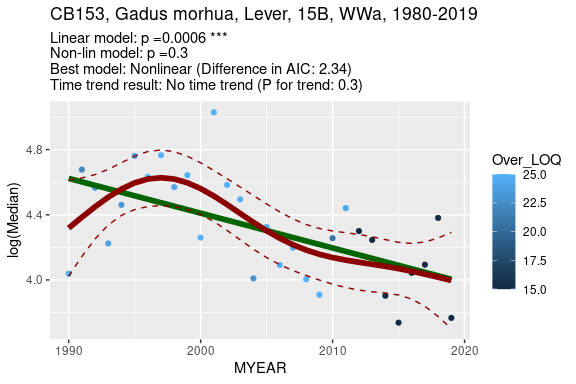 CB153, Gadus morhua, Lever, 15B, WWa, 1980-2019
Linear model: p =0.0006 ***
Non-lin model: p =0.3
Best model: Nonlinear (Difference in AIC: 2.34)
Time trend result: No time trend (P for trend: 0.3)
log(Median)
4.8
4.4
4.0
1990
2000
2010
2020
MYEAR
Over_LOQ
25.0
22.5
20.0
17.5
15.0